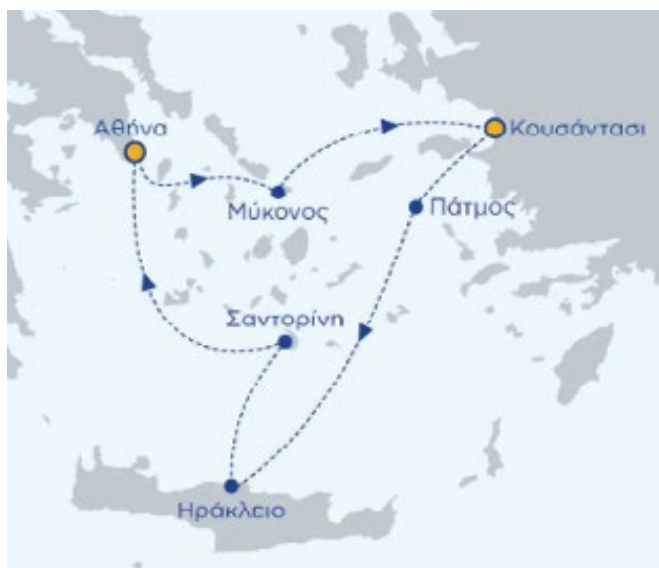 Αθήνα
Κουσάντασι
Μύκονος
Πάτμος
Σαντορίνη
Ηράκλειο